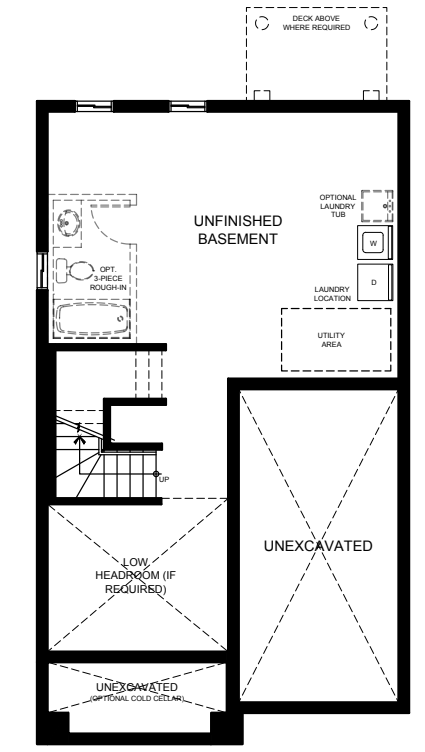 DECK ABOVE
WHERE REQUIRED
UNFINISHED
BASEMENT
OPTIONAL
LAUNDRY
TUB
W
OPT.
3-PIECE
ROUGH-IN
LAUNDRY
LOCATION
D
UTILITY
AREA
UP
UNEXCAVATED
LOW
HEADROOM (IF
REQUIRED)
UNEXCAVATED
(OPTIONAL COLD CELLAR)